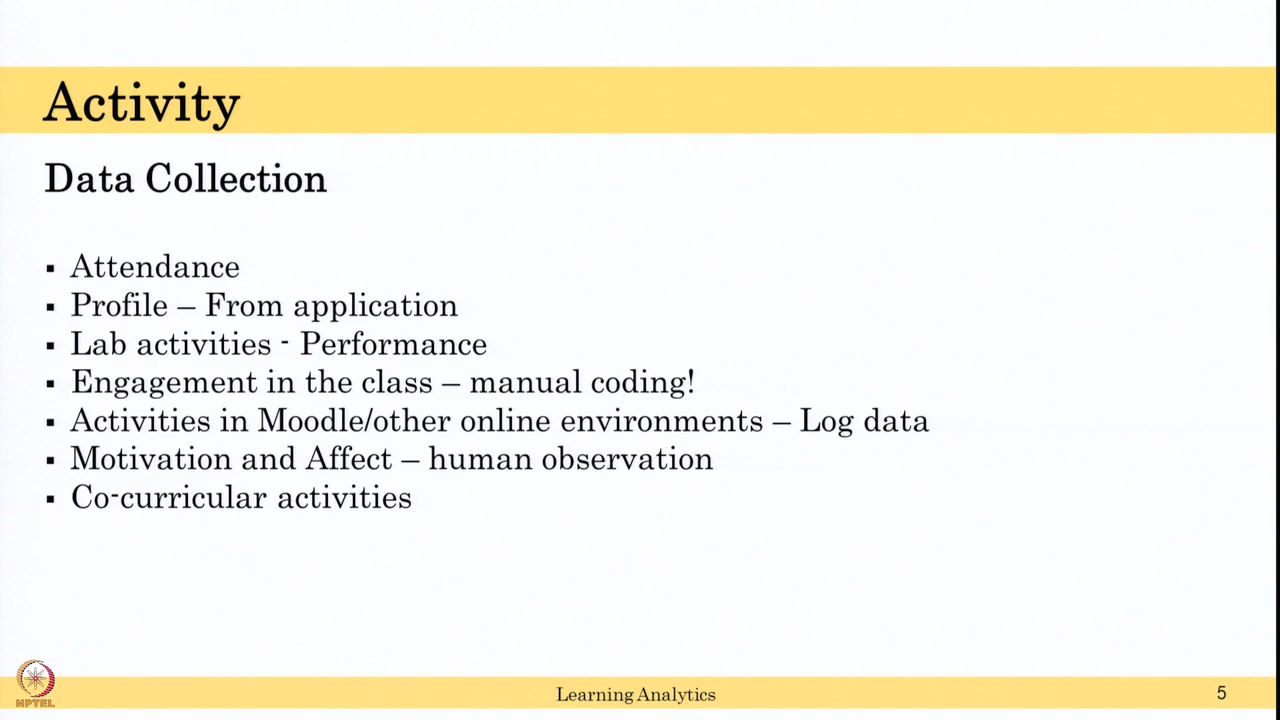 Activity
Data Collection
▪ Attendance
▪ Profile – From application
▪ Lab activities - Performance
▪ Engagement in the class – manual coding!
▪ Activities in Moodle/other online environments – Log data
▪ Motivation and Affect – human observation
▪ Co-curricular activities
NPTEL
Learning Analytics
5